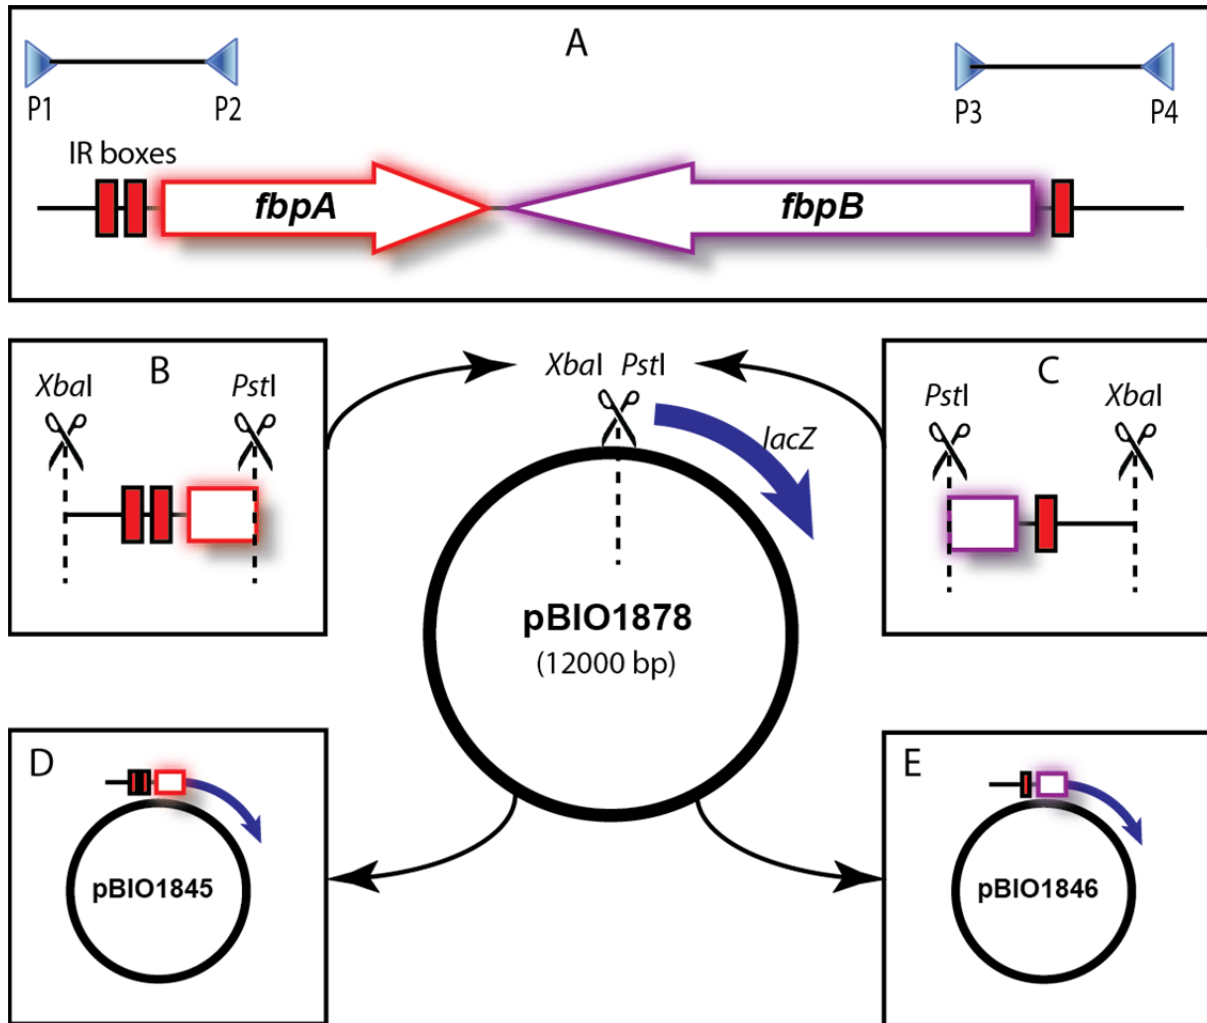 A
P1
P2
P3
P4
IR boxes
fbpA
fbpB
B
XbaI
PstI
XbaI PstI
lacZ
C
PstI
XbaI
pBIO1878
(12000 bp)
D
pBIO1845
E
pBIO1846